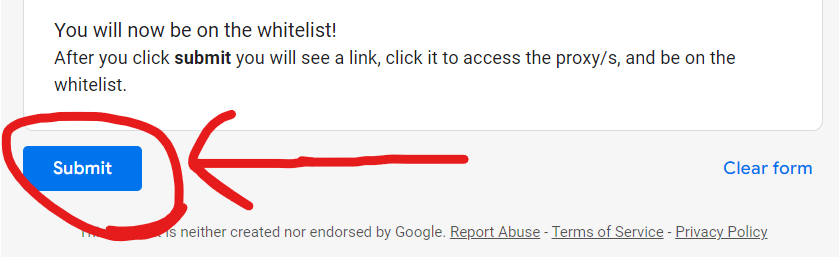 You will now be on the whitelist!
After you click submit you will see a link, click it to access the proxy/s, and be on the
whitelist.
Submit
Clear form
is neither created nor endorsed by Google. Report Abuse - Terms of Service - Privacy Policy